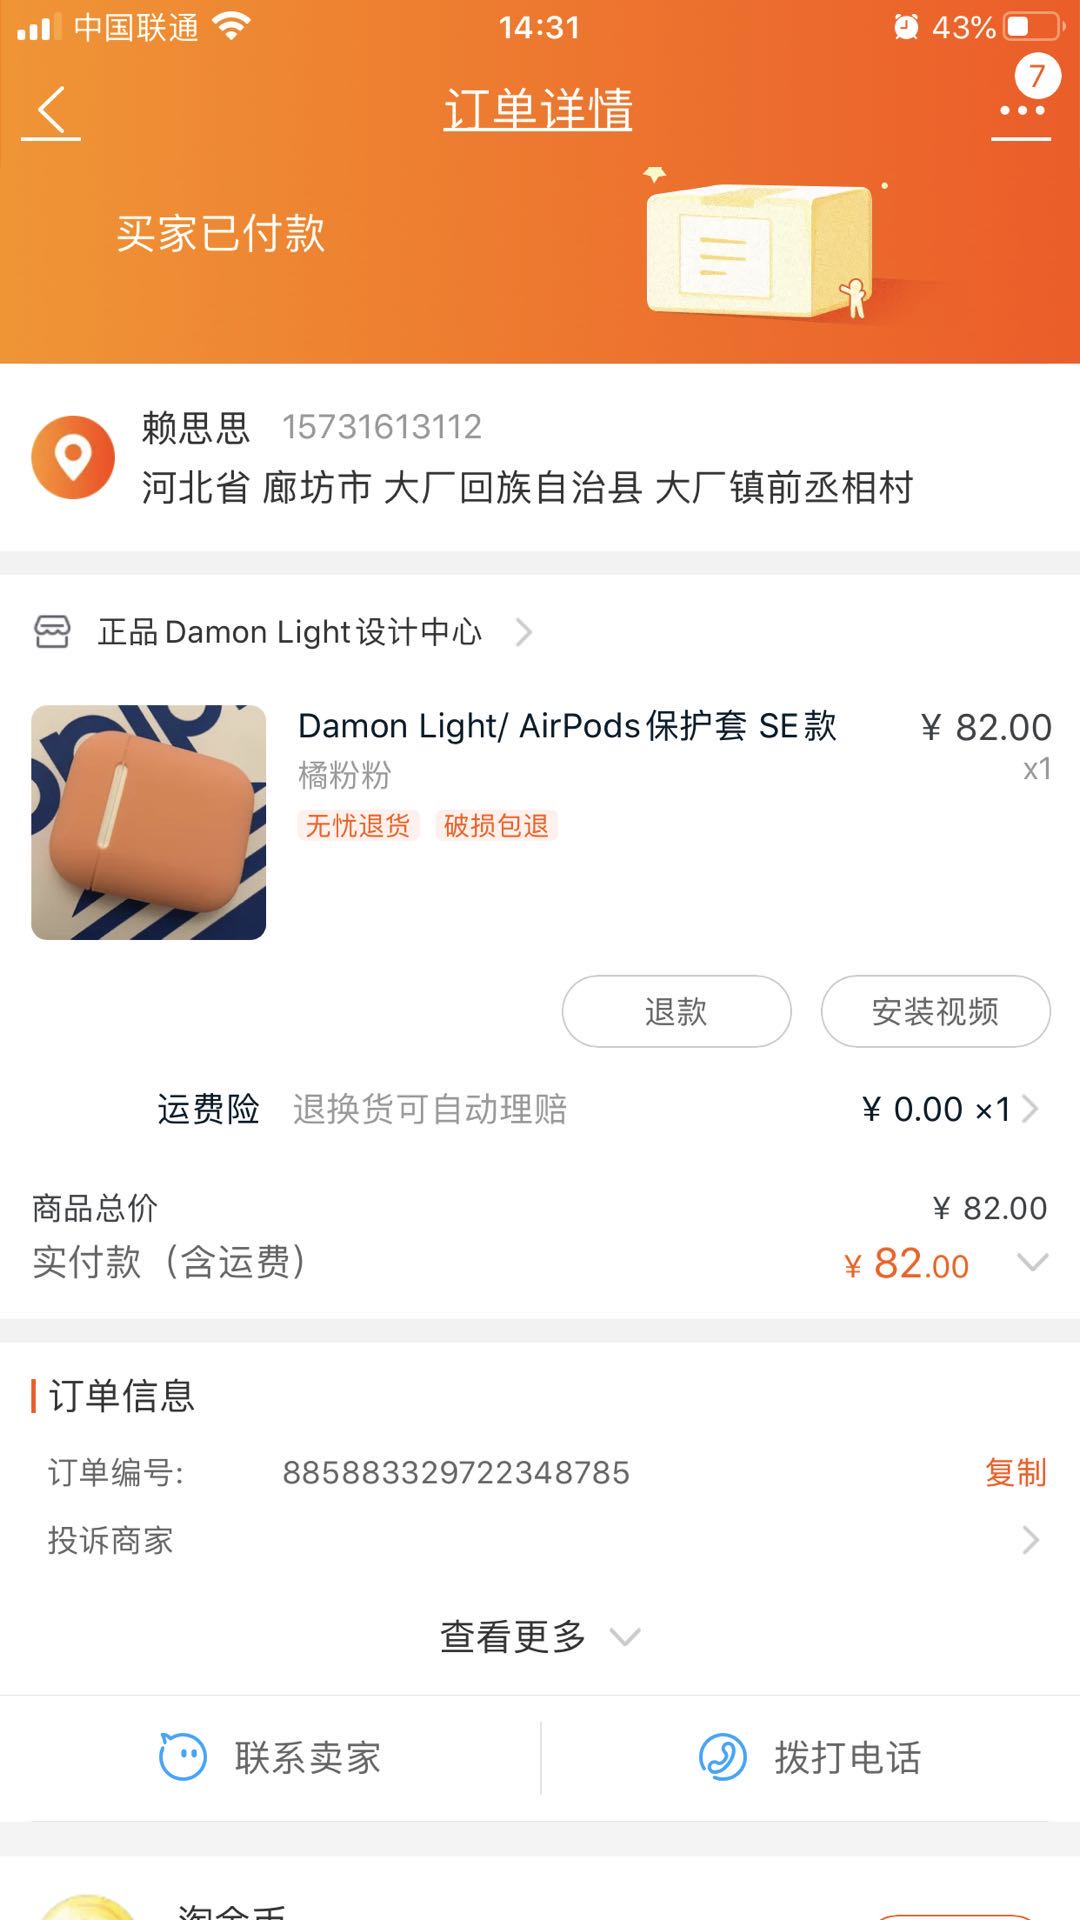 中国联通
14:31
43%
7
订单详情
买家已付款
赖思思 15731613112
河北省 廊坊市 大厂回族自治县 大厂镇前丞相村
正品Damon Light设计中心
Damon Light/ AirPods保护套 SE款 ¥ 82.00
橘粉粉 x1
无忧退货 破损包退
退款 安装视频
运费险 退换货可自动理赔 ¥ 0.00 ×1
商品总价 ¥ 82.00
实付款（含运费） ¥ 82.00
订单信息
订单编号: 885883329722348785 复制
投诉商家
查看更多
联系卖家 拨打电话
淘金币